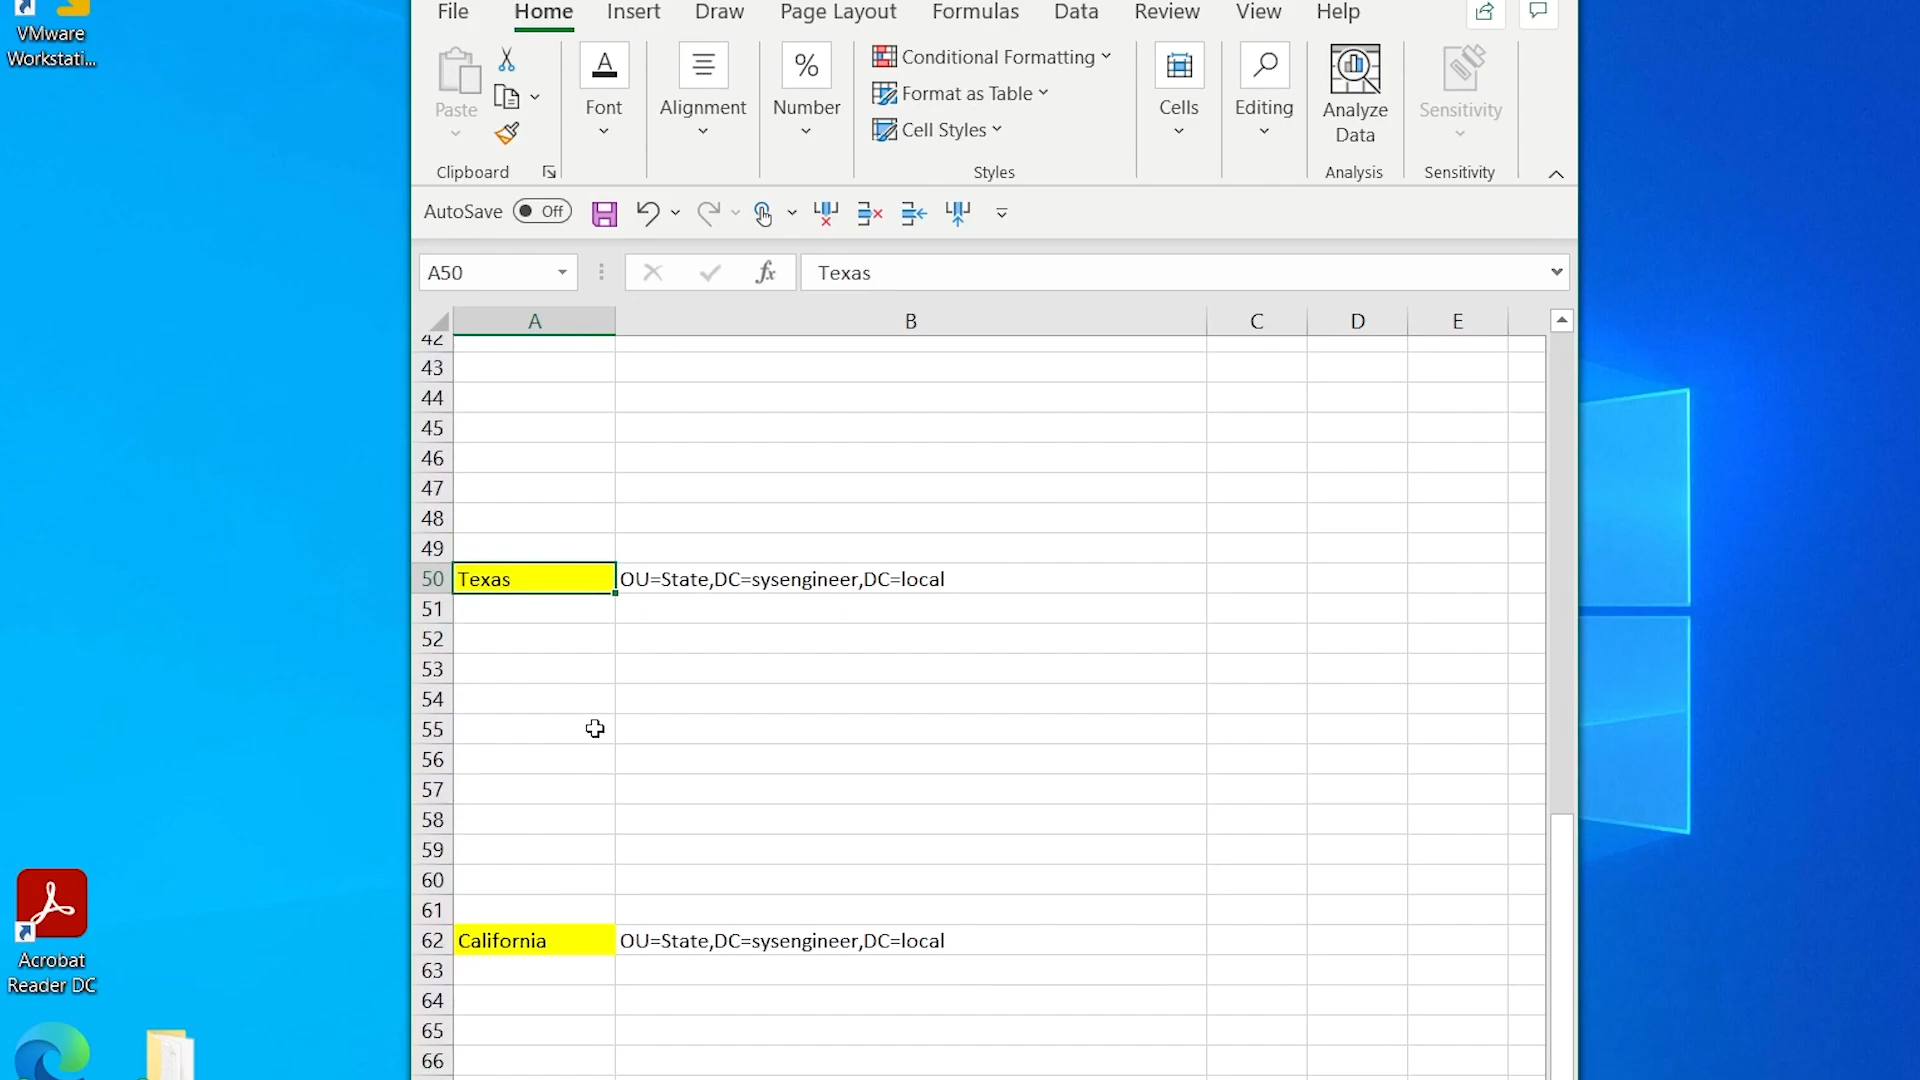 VMware
Workstati...
File Home Insert Draw Page Layout Formulas Data Review View Help
Paste
Font
Alignment
%
Number
Conditional Formatting
Format as Table
Cell Styles
Cells
Editing
Analyze
Data
Sensitivity
Clipboard
Styles
Analysis
Sensitivity
AutoSave Off
A50
fx
Texas
A B C D E
42
43
44
45
46
47
48
49
50 Texas OU=State,DC=sysengineer,DC=local
51
52
53
54
55
56
57
58
59
60
61
62 California OU=State,DC=sysengineer,DC=local
63
64
65
66
Acrobat
Reader DC